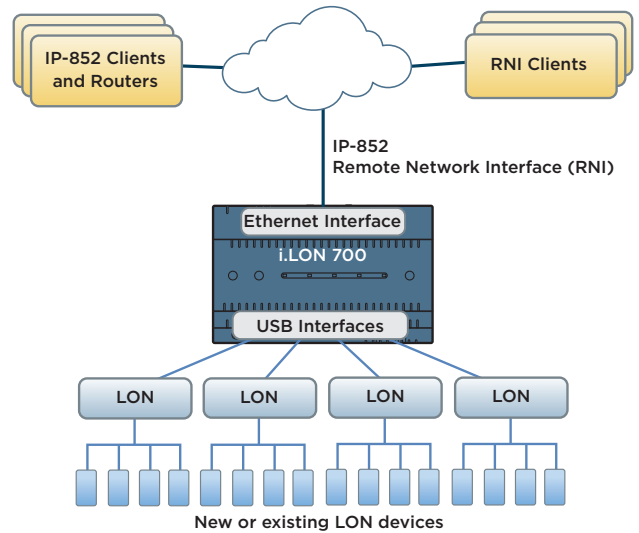 IP-852 Clients
and Routers
RNI Clients
IP-852
Remote Network Interface (RNI)
Ethernet Interface
i.LON 700
USB Interfaces
LON
LON
LON
LON
New or existing LON devices